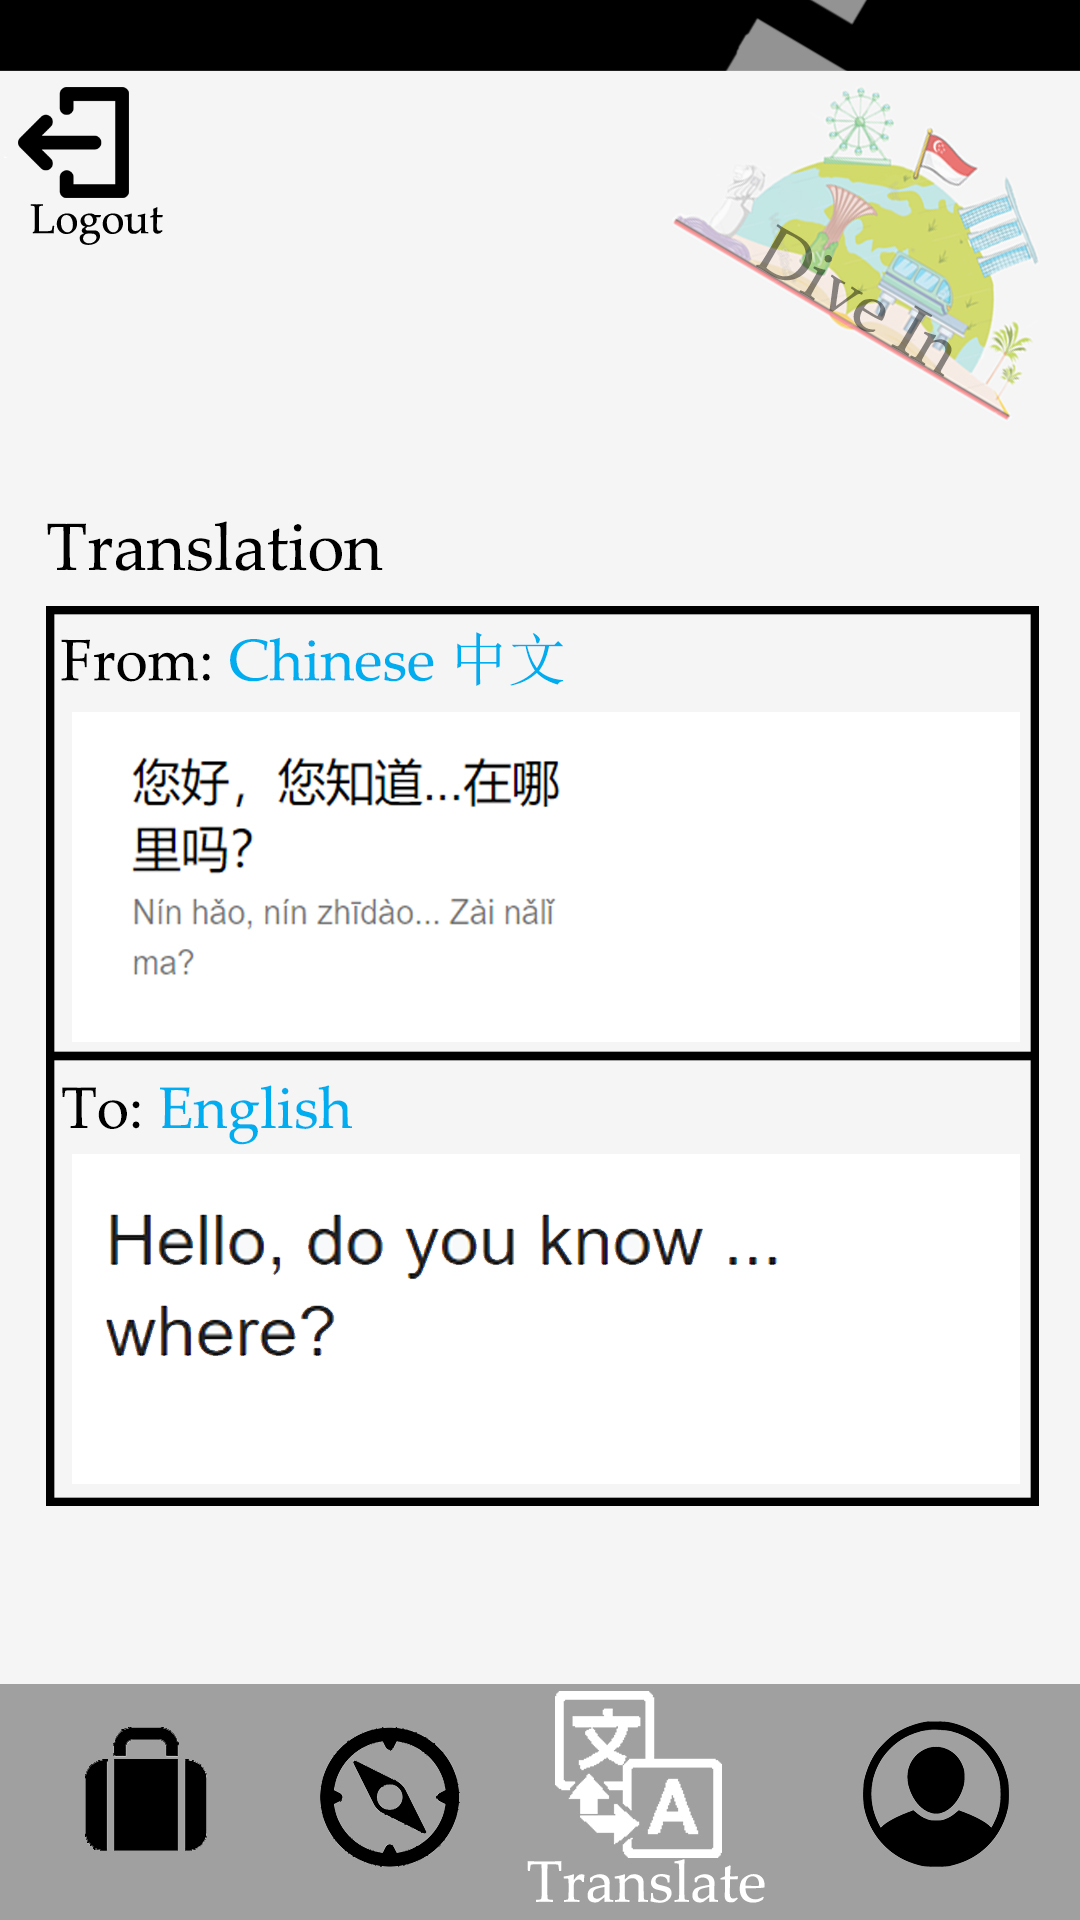 Logout
Dive In
Translation
From: Chinese 中文
您好，您知道...在哪
里吗?
Nín hǎo, nín zhīdào... Zài nǎlǐ
ma?
To: English
Hello, do you know ...
where?
文
A
Translate